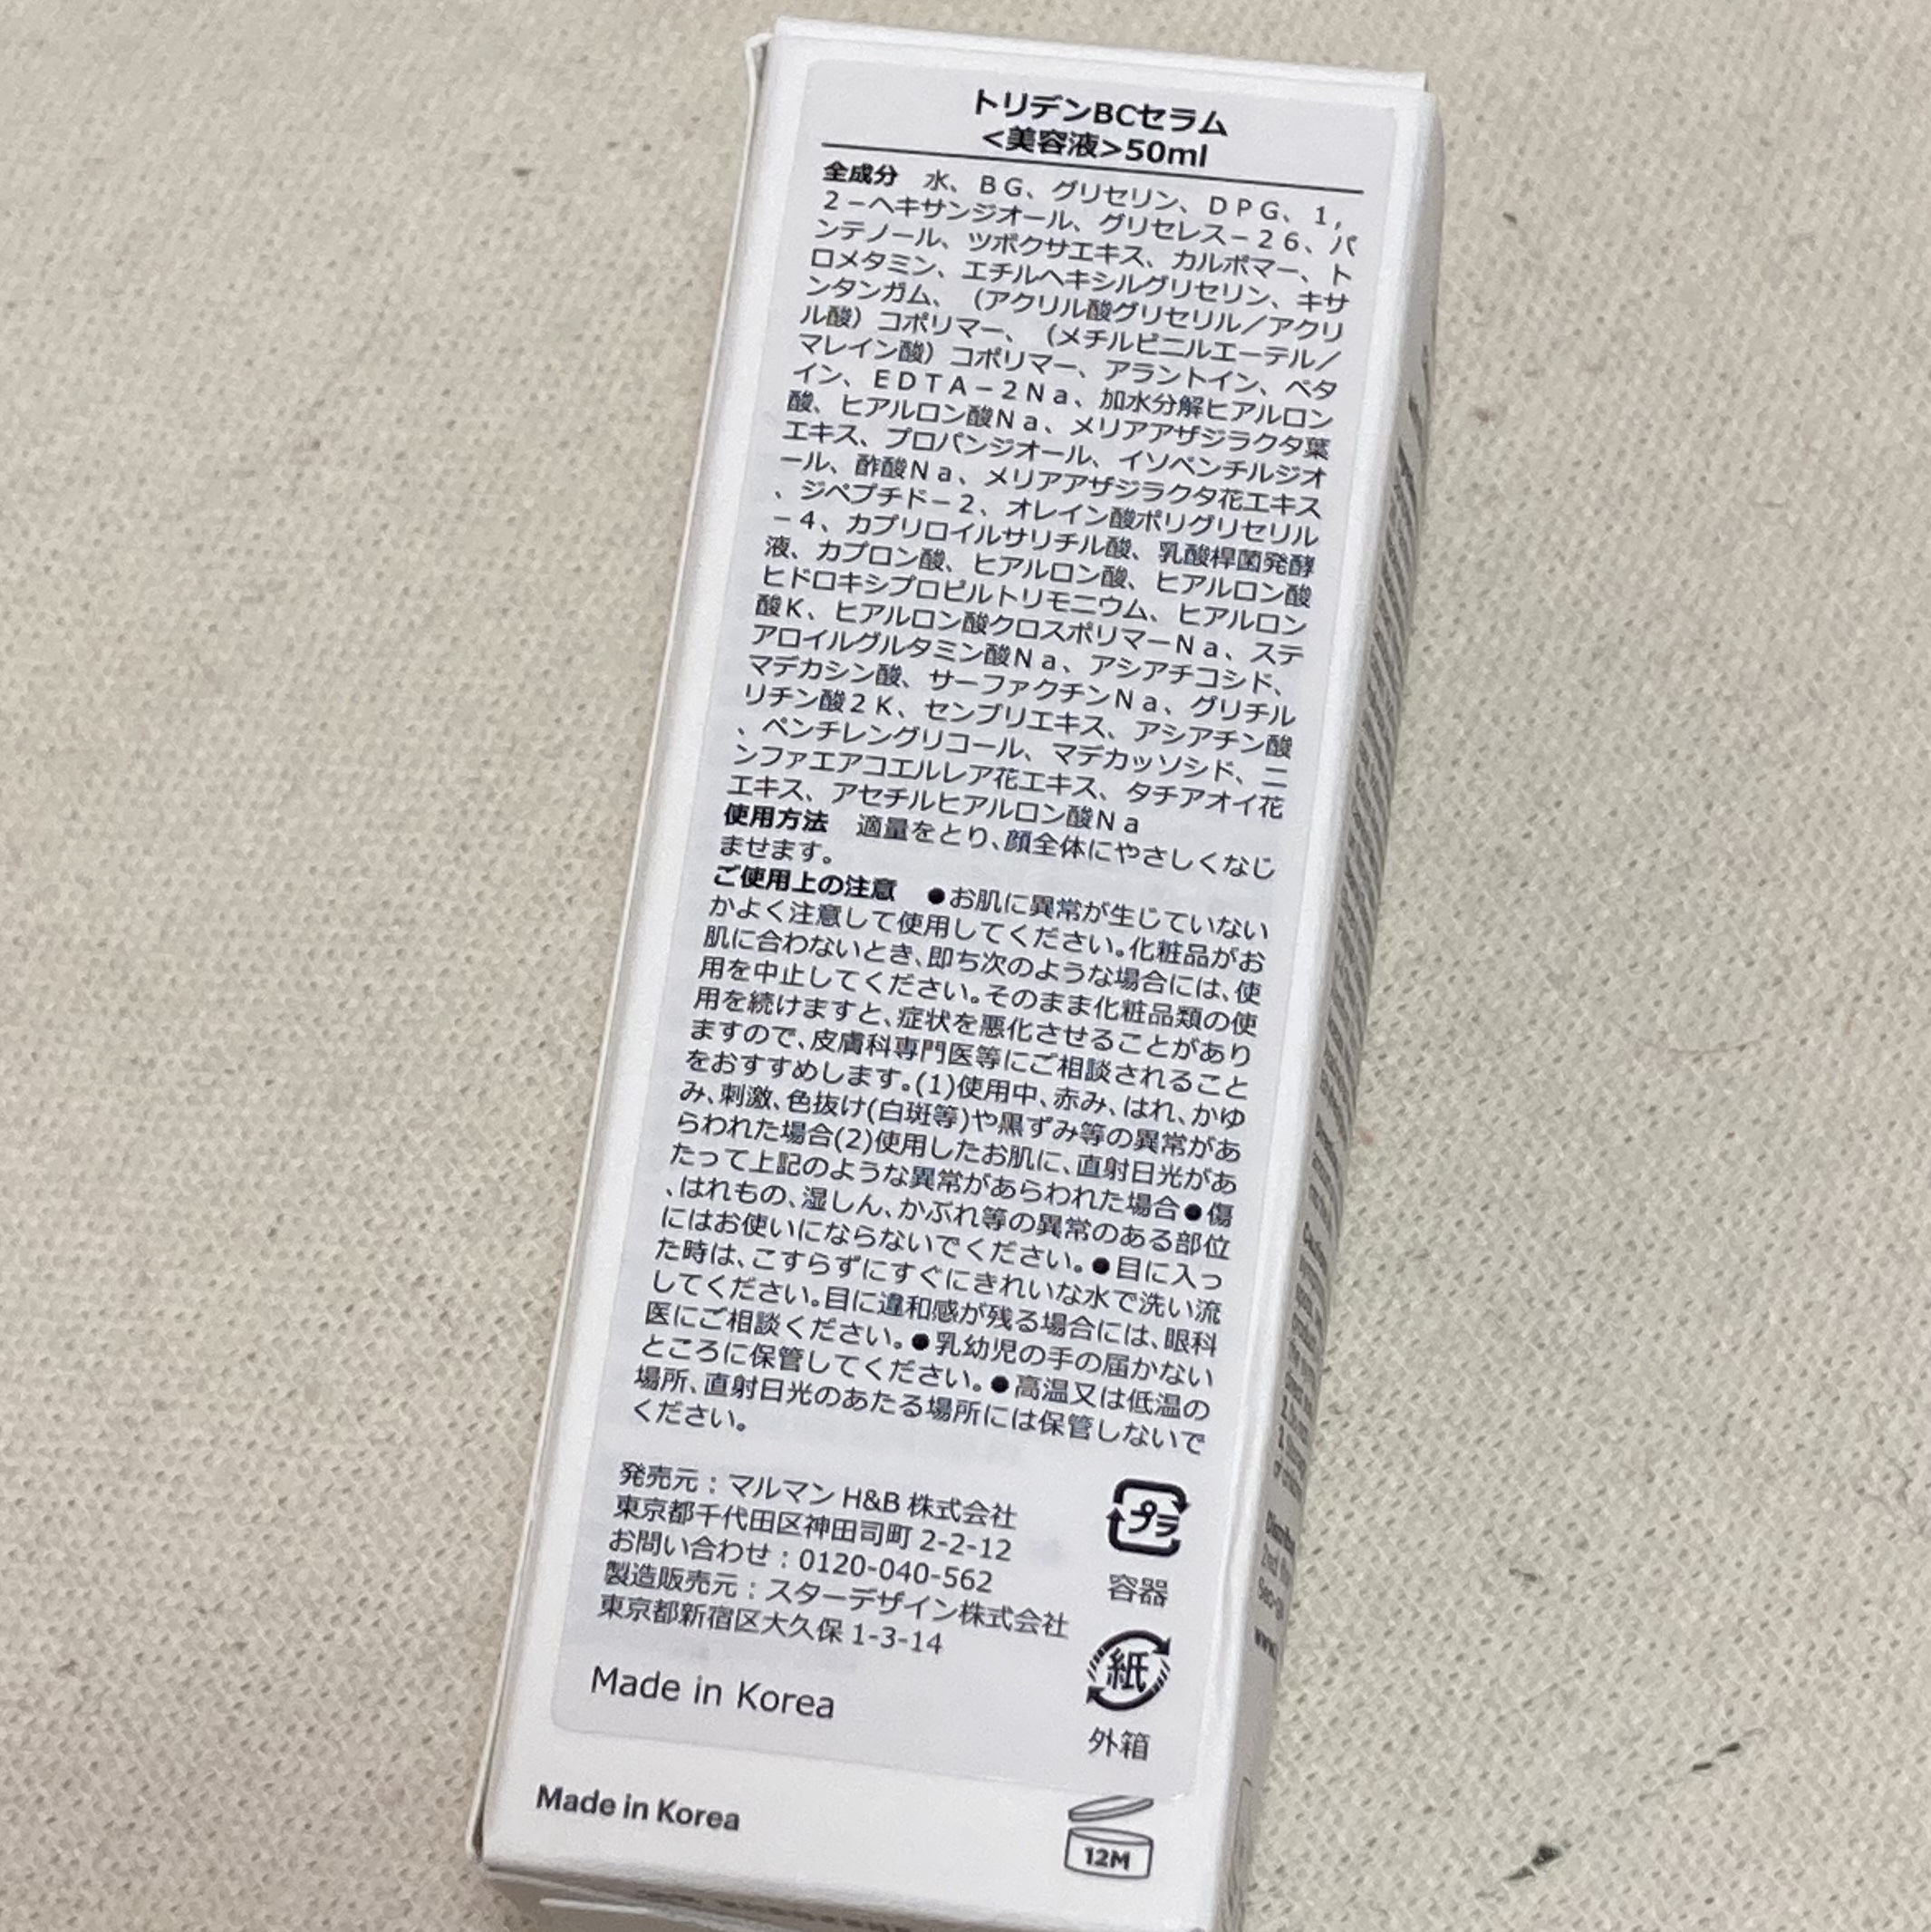 トリデンBCセラム
<美容液>50ml
全成分　水、ＢＧ、グリセリン、ＤＰＧ、１，
２－ヘキサンジオール、グリセレス－２６、パ
ンテノール、ツボクサエキス、カルボマー、ト
ロメタミン、エチルヘキシルグリセリン、キサ
ンタンガム、（アクリル酸グリセリル／アクリ
ル酸）コポリマー、（メチルビニルエーテル／
マレイン酸）コポリマー、アラントイン、ベタ
イン、ＥＤＴＡ－２Ｎａ、加水分解ヒアルロン
酸、ヒアルロン酸Ｎａ、メリアアザジラクタ葉
エキス、プロパンジオール、イソペンチルジオ
ール、酢酸Ｎａ、メリアアザジラクタ花エキス
、ジペプチド－２、オレイン酸ポリグリセリル
－４、カプリロイルサリチル酸、乳酸桿菌発酵
液、カプロン酸、ヒアルロン酸、ヒアルロン酸
ヒドロキシプロピルトリモニウム、ヒアルロン
酸Ｋ、ヒアルロン酸クロスポリマーＮａ、ステ
アロイルグルタミン酸Ｎａ、アシアチコシド、
マデカシン酸、サーファクチンＮａ、グリチル
リチン酸２Ｋ、センブリエキス、アシアチン酸
、ペンチレングリコール、マデカッソシド、ニ
ンファエアコエルレア花エキス、タチアオイ花
エキス、アセチルヒアルロン酸Ｎａ
使用方法　適量をとり、顔全体にやさしくなじ
ませます。
ご使用上の注意　●お肌に異常が生じていない
かよく注意して使用してください。化粧品がお
肌に合わないとき、即ち次のような場合には、使
用を中止してください。そのまま化粧品類の使
用を続けますと、症状を悪化させることがあり
ますので、皮膚科専門医等にご相談されること
をおすすめします。(1)使用中、赤み、はれ、かゆ
み、刺激、色抜け(白斑等)や黒ずみ等の異常があ
らわれた場合(2)使用したお肌に、直射日光があ
たって上記のような異常があらわれた場合●傷
、はれもの、湿しん、かぶれ等の異常のある部位
にはお使いにならないでください。●目に入っ
た時は、こすらずにすぐにきれいな水で洗い流
してください。目に違和感が残る場合には、眼科
医にご相談ください。●乳幼児の手の届かない
ところに保管してください。●高温又は低温の
場所、直射日光のあたる場所には保管しないで
ください。
発売元：マルマン H&B 株式会社
東京都千代田区神田司町 2-2-12
お問い合わせ：0120-040-562
製造販売元：スターデザイン株式会社
東京都新宿区大久保 1-3-14
Made in Korea
プラ
容器
紙
外箱
Made in Korea
12M